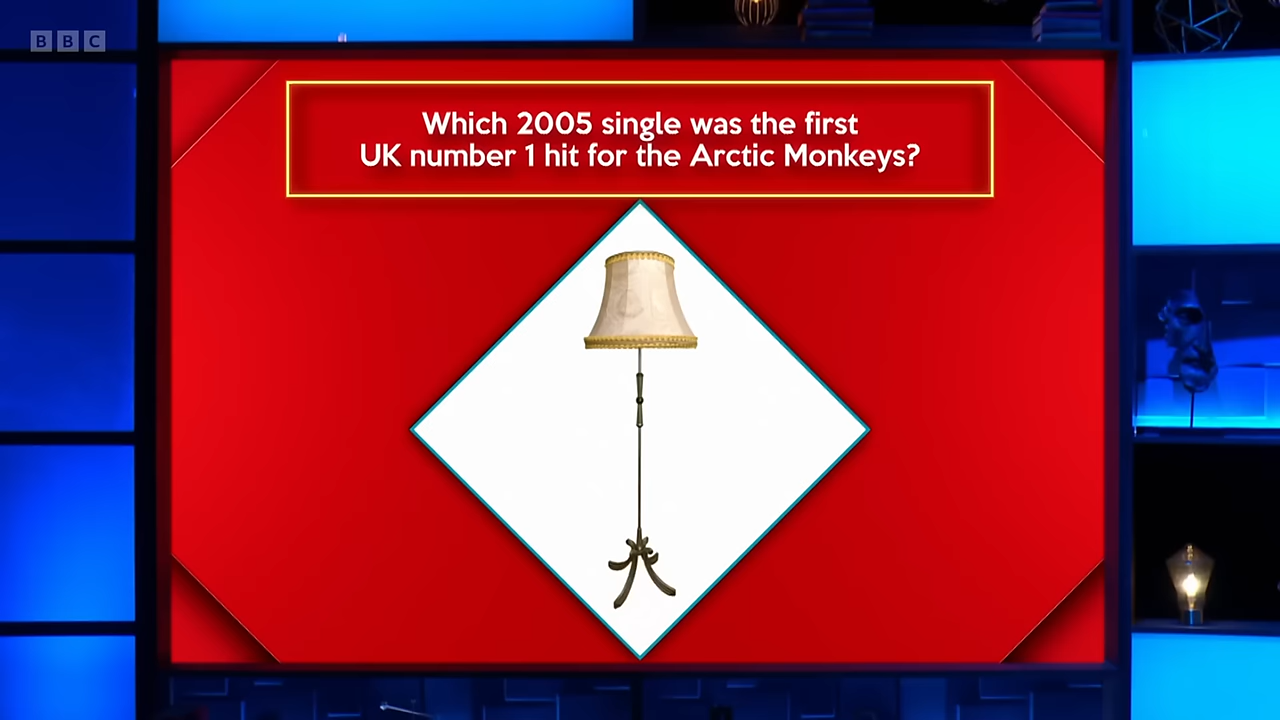 BBC
Which 2005 single was the first
UK number 1 hit for the Arctic Monkeys?